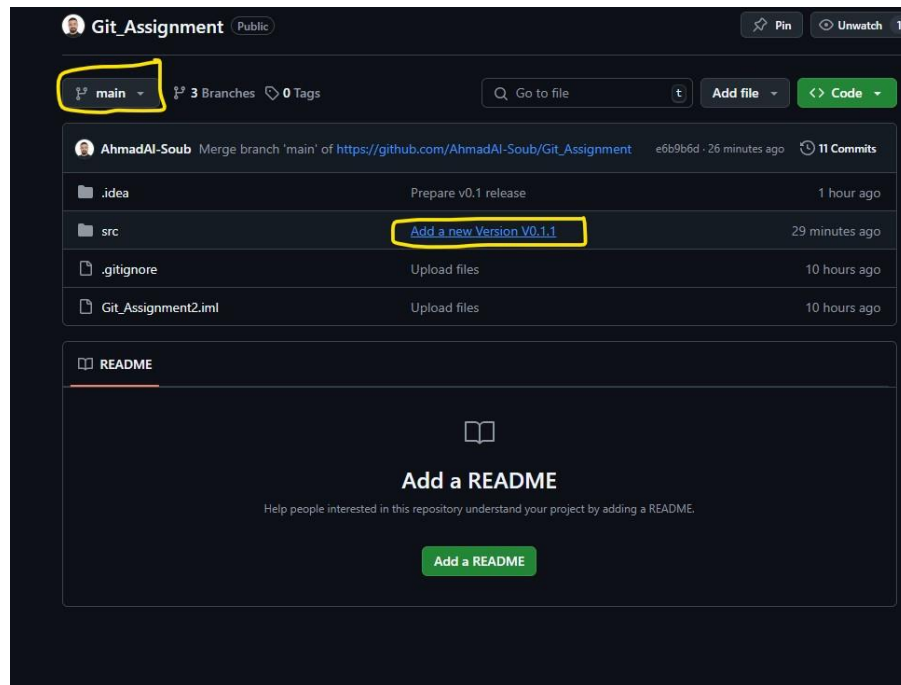 Git_Assignment Public Pin Unwatch 1
main 3 Branches 0 Tags Go to file t Add file Code
AhmadAl-Soub Merge branch 'main' of https://github.com/AhmadAl-Soub/Git_Assignment e6b9b6d · 26 minutes ago 11 Commits
.idea Prepare v0.1 release 1 hour ago
src Add a new Version V0.1.1 29 minutes ago
.gitignore Upload files 10 hours ago
Git_Assignment2.iml Upload files 10 hours ago
README
Add a README
Help people interested in this repository understand your project by adding a README.
Add a README